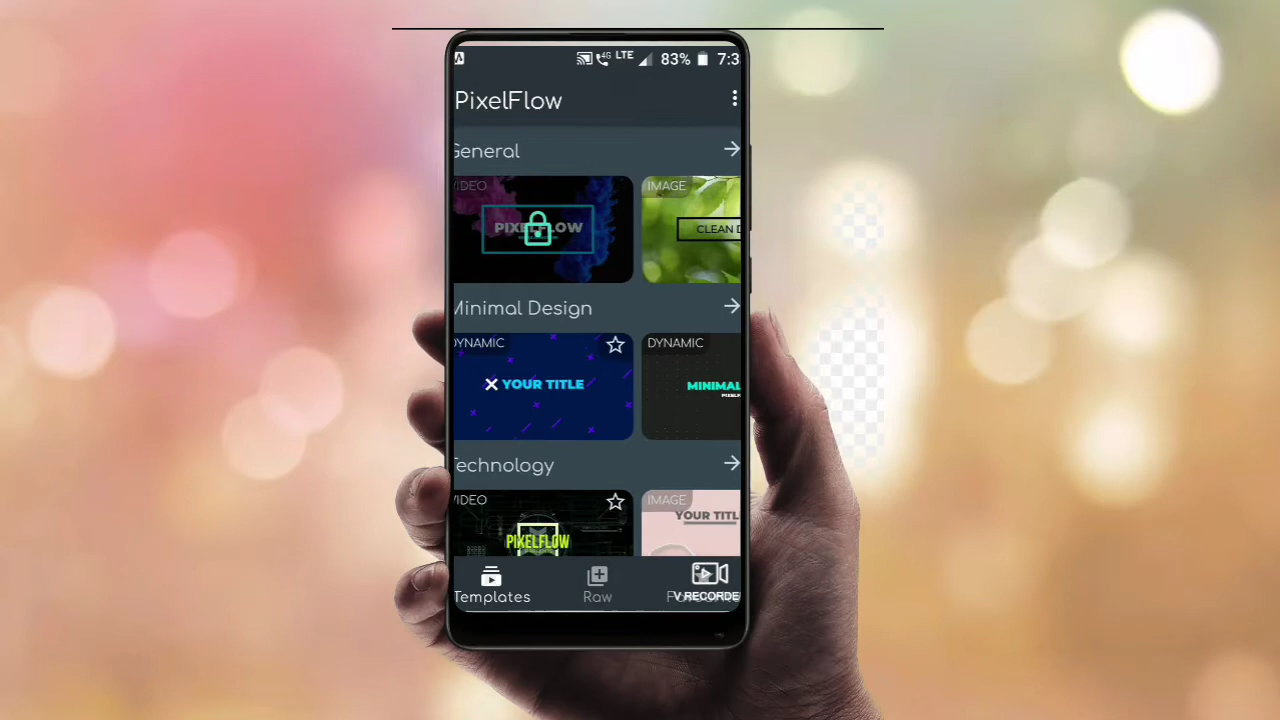 4G LTE 83% 7:3
PixelFlow
General
VIDEO
IMAGE
PIXELFLOW
CLEAN D
Minimal Design
DYNAMIC
DYNAMIC
YOUR TITLE
MINIMAL
Technology
VIDEO
IMAGE
YOUR TITL
PIXELFLOW
Templates
Raw
V RECORDE